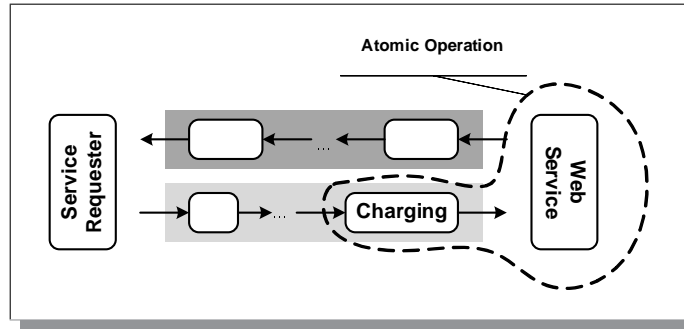 Atomic Operation
Service
Requester
...
Web
Service
...
Charging